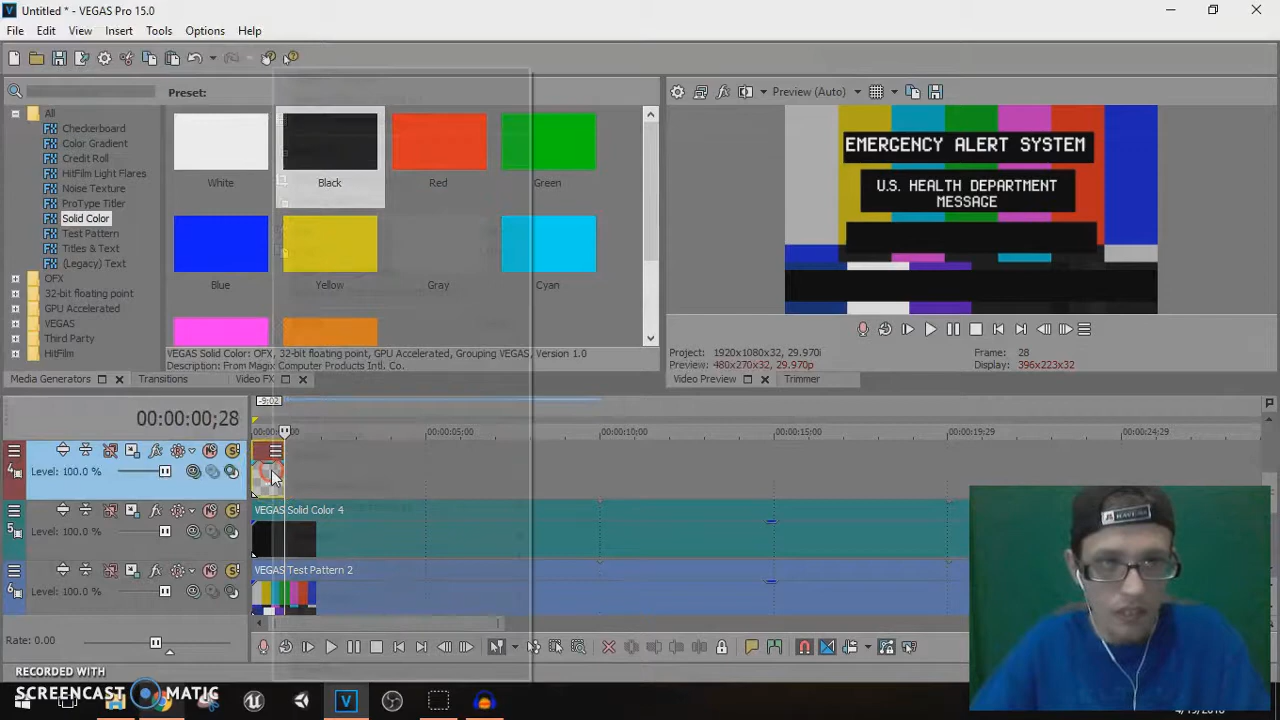 Untitled * - VEGAS Pro 15.0
File Edit View Insert Tools Options Help
Preset:
All
Checkerboard
Color Gradient
Credit Roll
HitFilm Light Flares
Noise Texture
ProType Titler
Solid Color
Test Pattern
Titles & Text
(Legacy) Text
OFX
32-bit floating point
GPU Accelerated
VEGAS
Third Party
HitFilm
White
Black
Red
Green
Blue
Yellow
Gray
Cyan
VEGAS Solid Color: OFX, 32-bit floating point, GPU Accelerated, Grouping VEGAS, Version 1.0
Description: From Magix Computer Products Intl. Co.
Media Generators
Transitions
Video FX
Preview (Auto)
EMERGENCY ALERT SYSTEM
U.S. HEALTH DEPARTMENT
MESSAGE
Project: 1920x1080x32, 29.970i
Preview: 480x270x32, 29.970p
Frame: 28
Display: 396x223x32
Video Preview
Trimmer
00:00:00;28
-9;02
00:00:05;00
00:00:10;00
00:00:15;00
00:00:19;29
00:00:24;29
4
Level: 100.0 %
5
Level: 100.0 %
VEGAS Solid Color 4
6
Level: 100.0 %
VEGAS Test Pattern 2
Rate: 0.00
RECORDED WITH
SCREENCAST MATIC